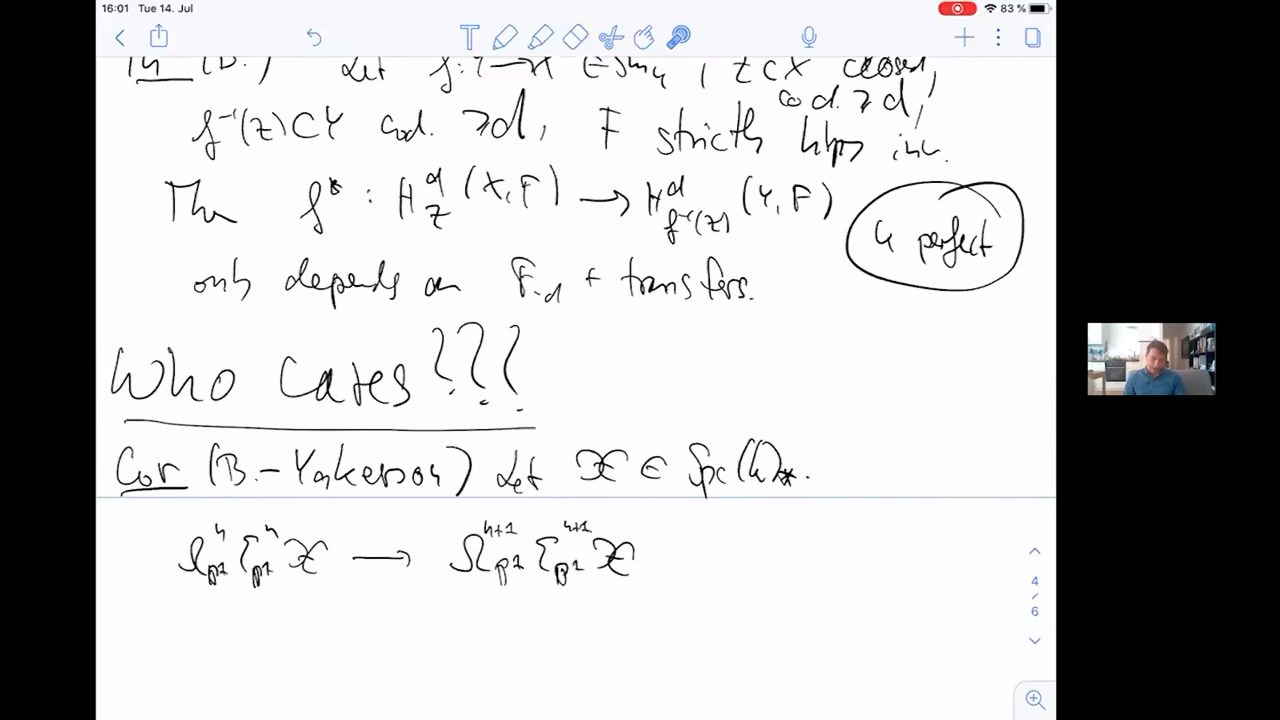 16:01 Tue 14. Jul
83 %
Th (B.) Let f: Y → X ∈ Sm_k, Z ⊂ X closed,
cod. ≥ d,
f⁻¹(Z) ⊂ Y cod. ≥ d, F strictly htpy inv.
Then f* : H^d_Z (X, F) → H^d_{f⁻¹(Z)} (Y, F)
k perfect
only depends on F_{-d} + transfers.
Who cares???
Cor (B.-Yakerson) Let 𝒳 ∈ Spc(k)_*.
Ω^n_{P^1} Σ^n_{P^1} 𝒳 → Ω^{n+1}_{P^1} Σ^{n+1}_{P^1} 𝒳
4
/
6